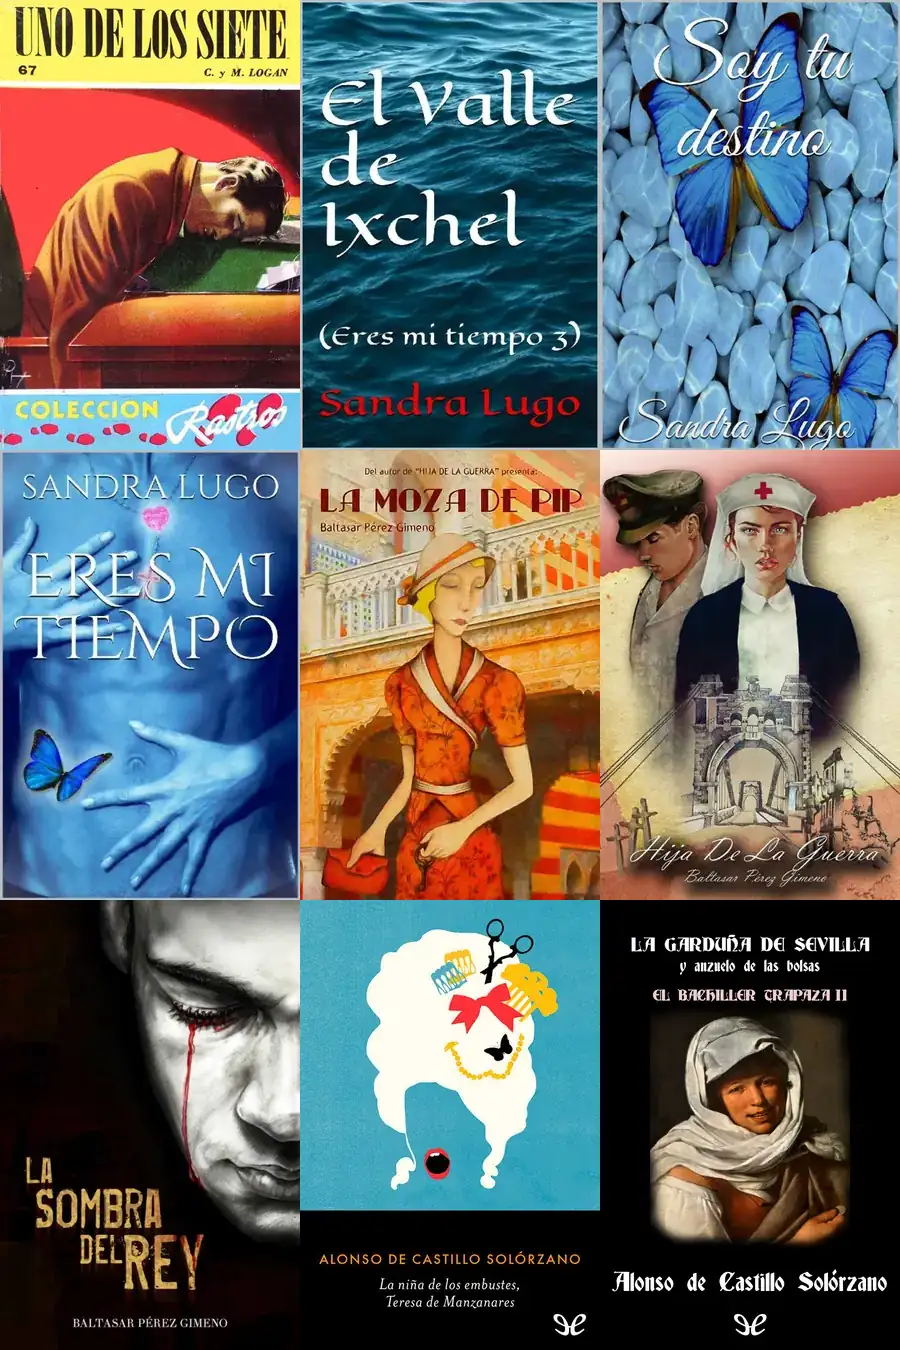 UNO DE LOS SIETE
67
C. y M. LOGAN
COLECCION
Rastros
El Valle
de
Ixchel
(Eres mi tiempo 3)
Sandra Lugo
Soy tu
destino
Sandra Lugo
SANDRA LUGO
ERES MI
TIEMPO
Del autor de "HIJA DE LA GUERRA" presenta:
LA MOZA DE PIP
Baltasar Pérez Gimeno
Hija De La Guerra
Baltasar Pérez Gimeno
LA
SOMBRA
DEL REY
BALTASAR PÉREZ GIMENO
ALONSO DE CASTILLO SOLÓRZANO
La niña de los embustes,
Teresa de Manzanares
LA GARDUÑA DE SEVILLA
y anzuelo de las bolsas
EL BACHILLER TRAPAZA II
Alonso de Castillo Solórzano